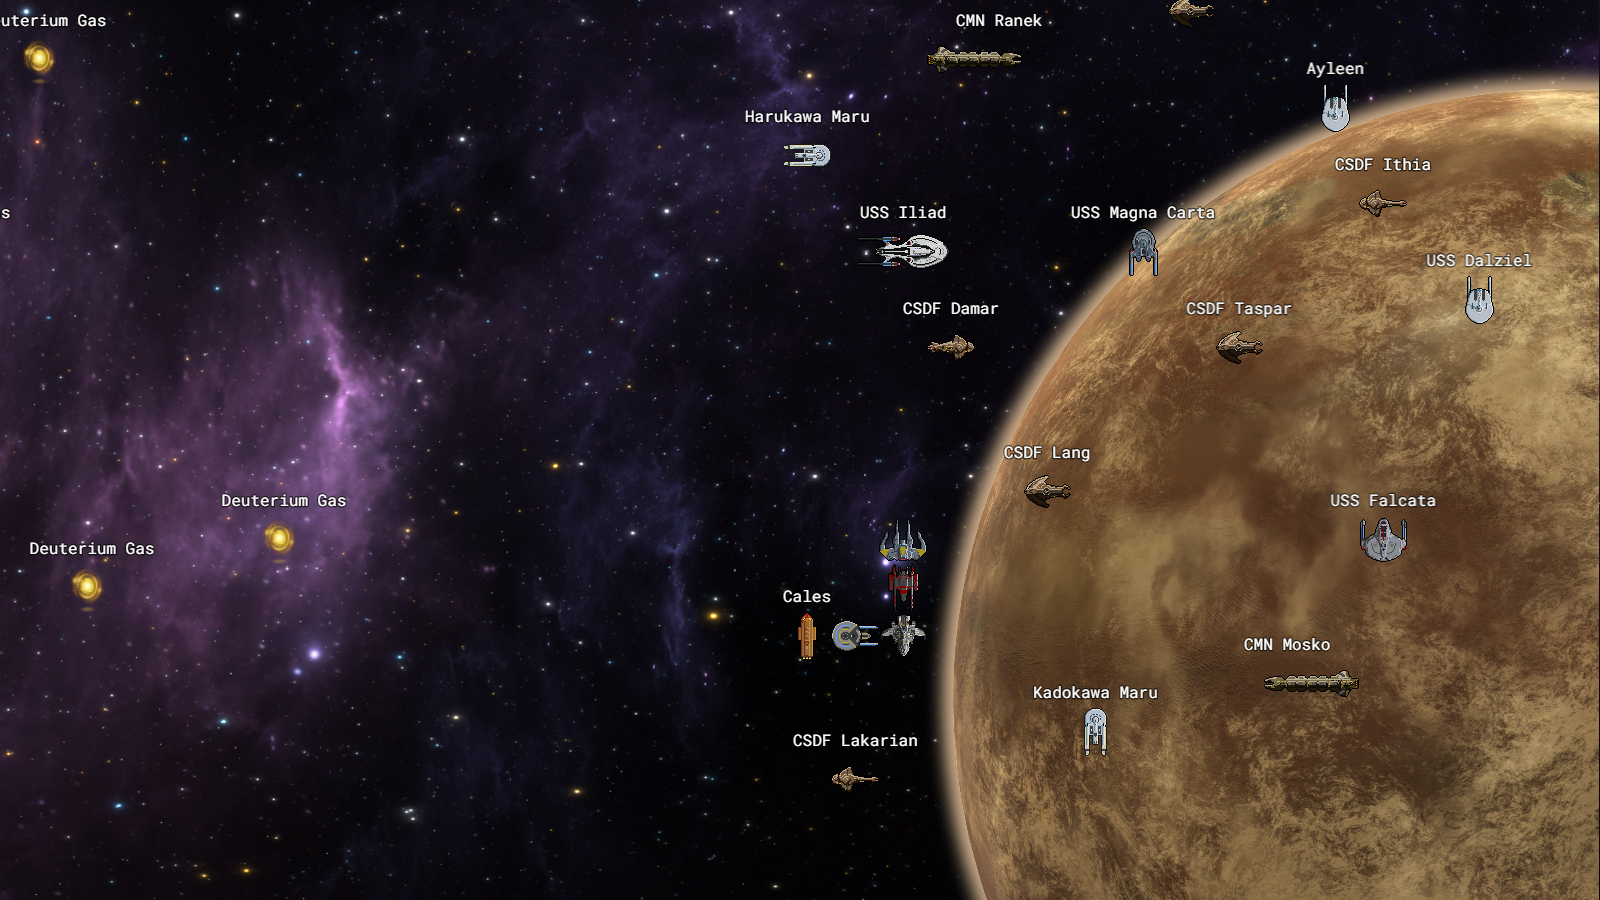 uterium Gas
CMN Ranek
Ayleen
Harukawa Maru
CSDF Ithia
s
USS Iliad
USS Magna Carta
USS Dalziel
CSDF Damar
CSDF Taspar
CSDF Lang
Deuterium Gas
USS Falcata
Deuterium Gas
Cales
CMN Mosko
Kadokawa Maru
CSDF Lakarian